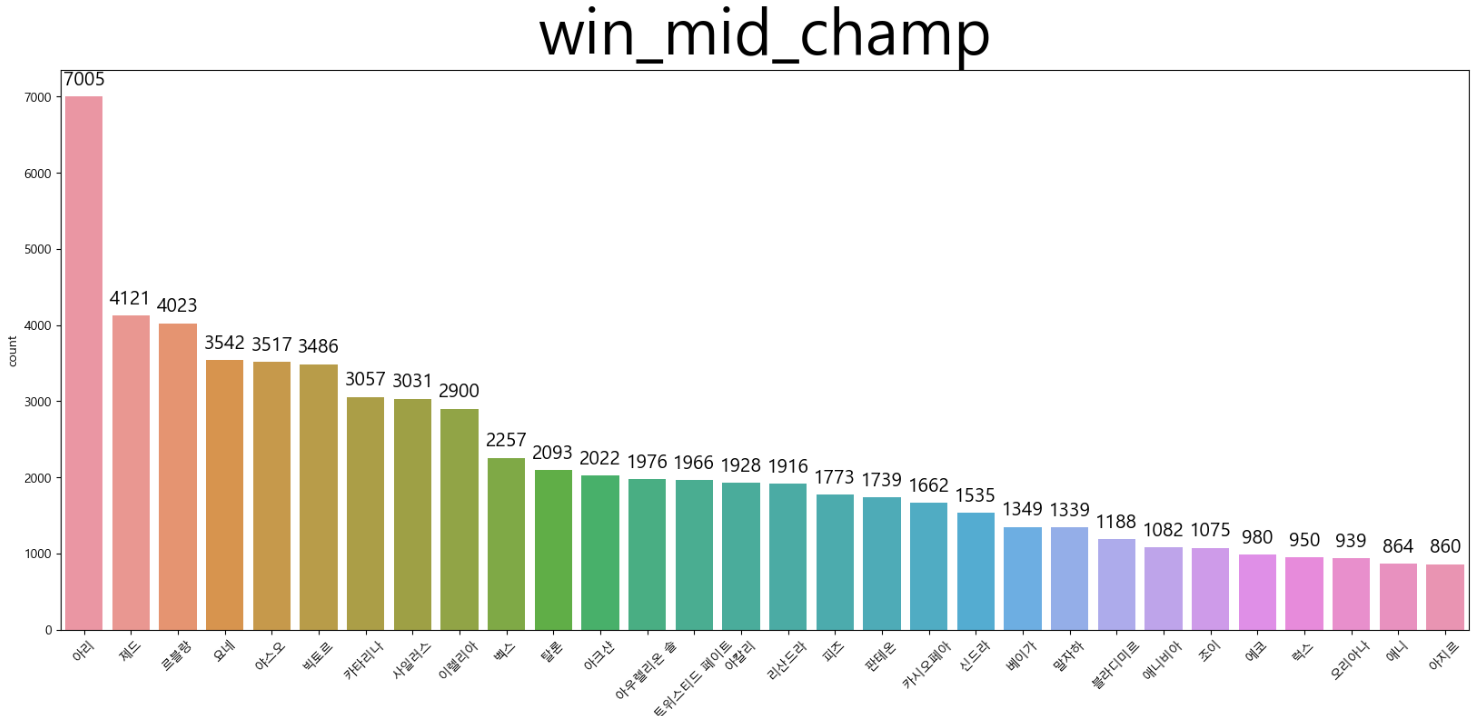 win_mid_champ
7005
4121
4023
3542
3517
3486
3057
3031
2900
2257
2093
2022
1976
1966
1928
1916
1773
1739
1662
1535
1349
1339
1188
1082
1075
980
950
939
864
860
7000
6000
5000
4000
3000
2000
1000
0
count
아리
제드
르블랑
요네
야스오
빅토르
카타리나
사일러스
이렐리아
벡스
탈론
아크샨
아우렐리온 솔
트위스티드 페이트
아칼리
리산드라
피즈
판테온
카시오페아
신드라
베이가
말자하
블라디미르
애니비아
조이
에코
럭스
오리아나
애니
아지르